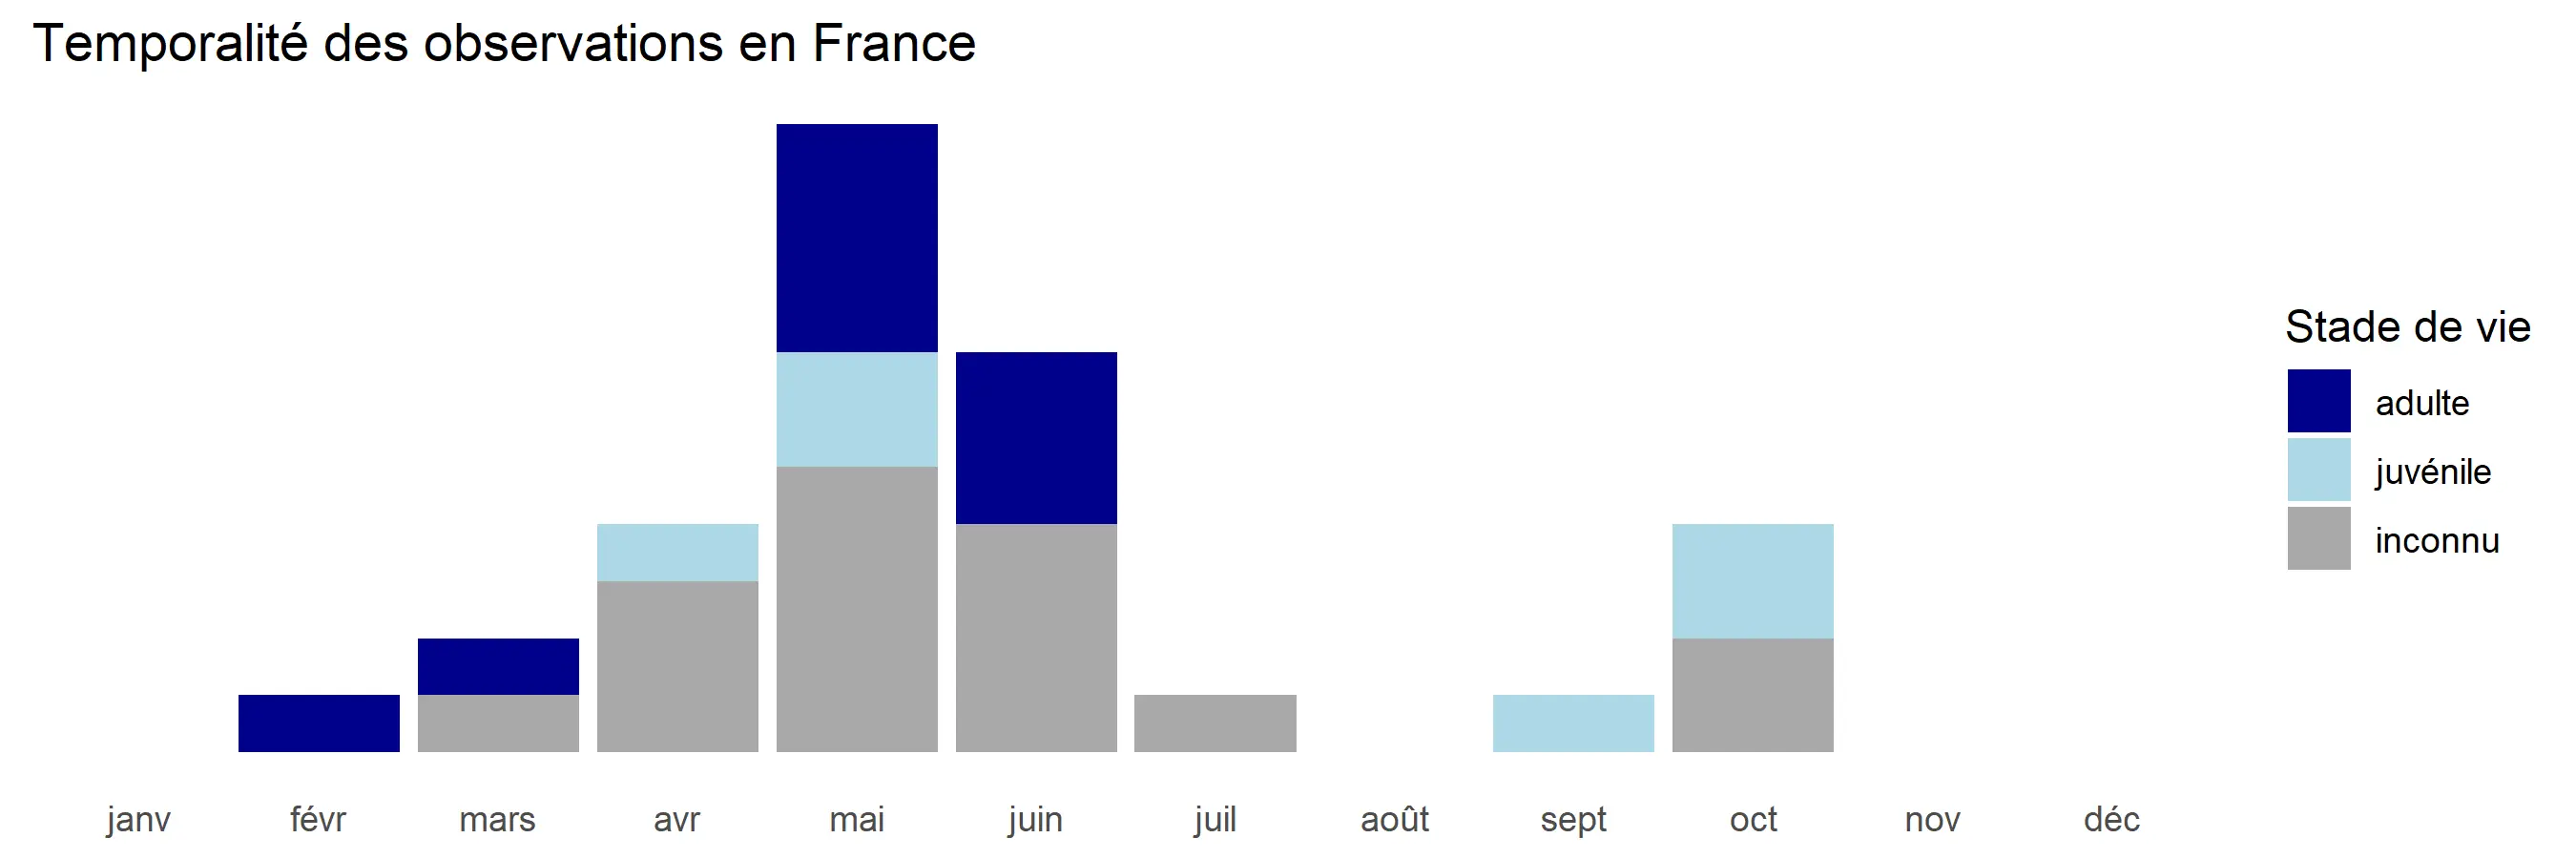 Temporalité des observations en France
Stade de vie
adulte
juvénile
inconnu
janv févr mars avr mai juin juil août sept oct nov déc